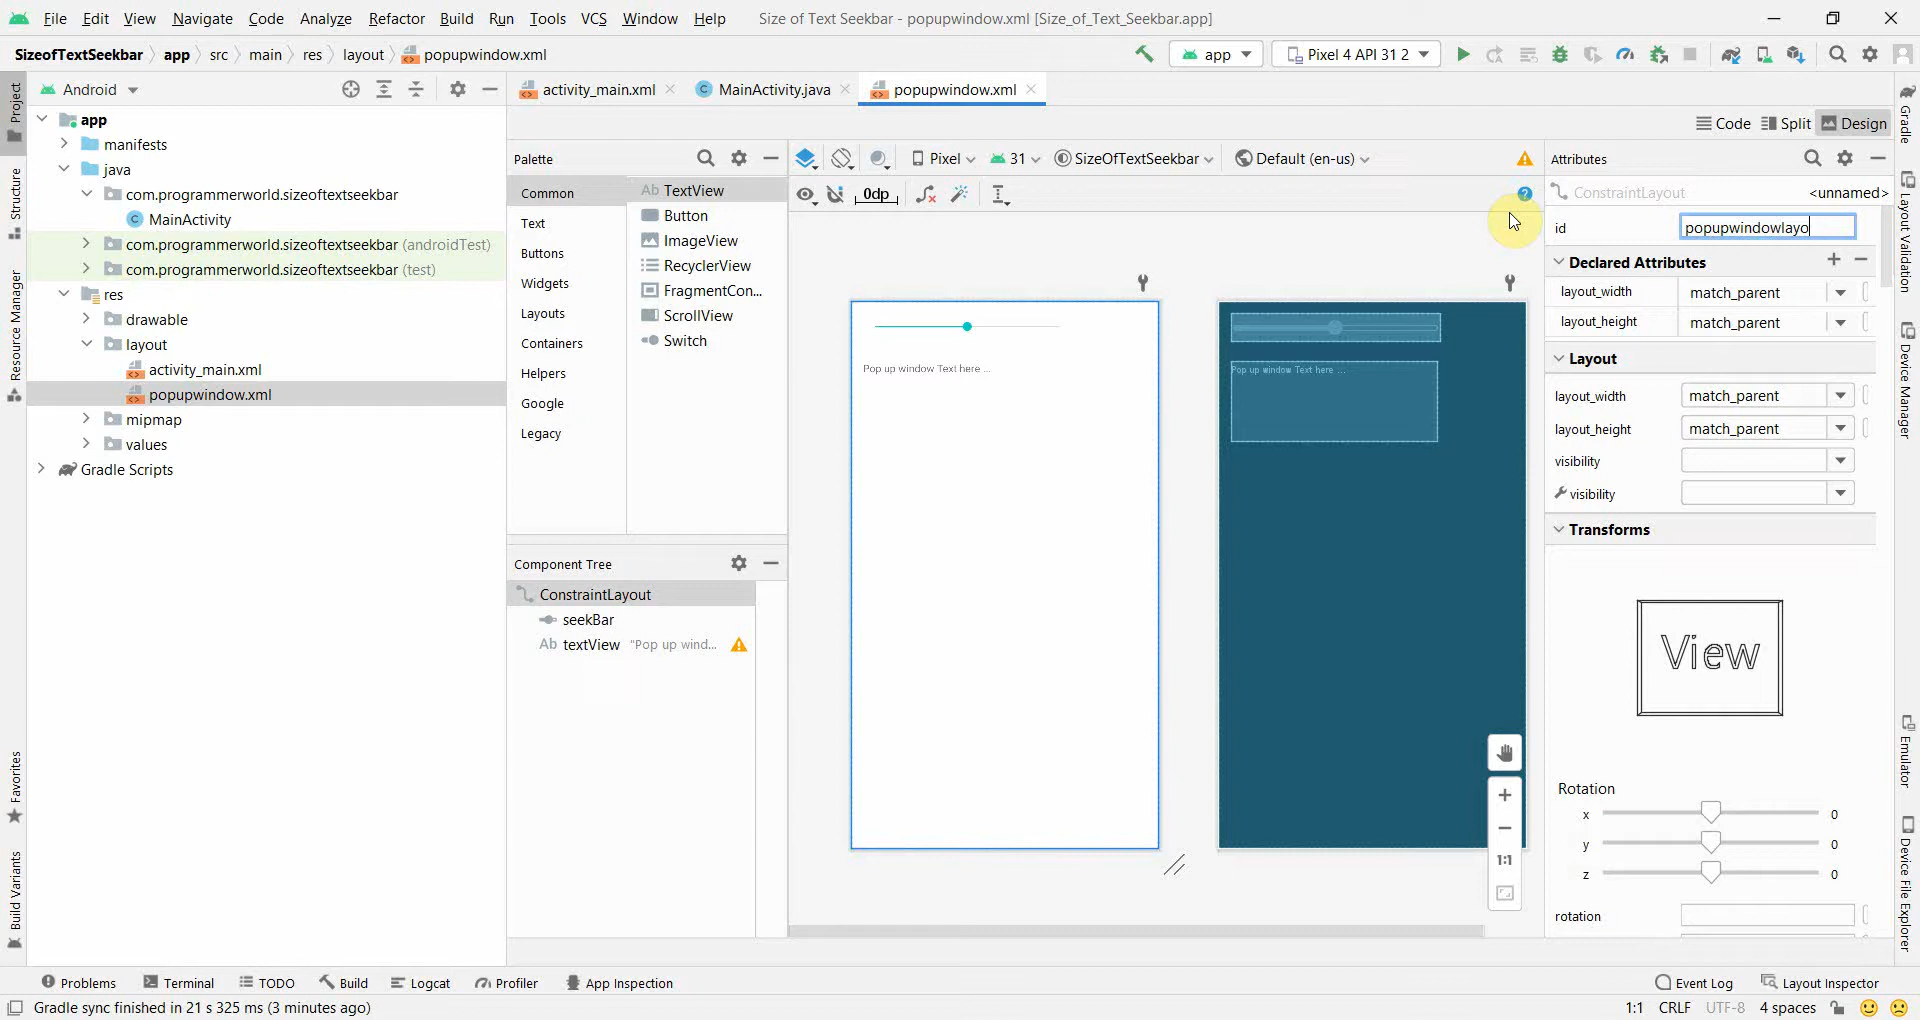 File Edit View Navigate Code Analyze Refactor Build Run Tools VCS Window Help Size of Text Seekbar - popupwindow.xml [Size_of_Text_Seekbar.app]
SizeofTextSeekbar app src main res layout popupwindow.xml app Pixel 4 API 31 2
Android activity_main.xml MainActivity.java popupwindow.xml
Code Split Design
Project
Structure
Resource Manager
Favorites
Build Variants
app
manifests
java
com.programmerworld.sizeoftextseekbar
MainActivity
com.programmerworld.sizeoftextseekbar (androidTest)
com.programmerworld.sizeoftextseekbar (test)
res
drawable
layout
activity_main.xml
popupwindow.xml
mipmap
values
Gradle Scripts
Palette
Common
Text
Buttons
Widgets
Layouts
Containers
Helpers
Google
Legacy
Ab TextView
Button
ImageView
RecyclerView
FragmentCon...
ScrollView
Switch
Component Tree
ConstraintLayout
seekBar
Ab textView "Pop up wind...
Pixel 31 SizeOfTextSeekbar Default (en-us)
0dp
Pop up window Text here ...
Pop up window Text here ...
1:1
Attributes
ConstraintLayout <unnamed>
id popupwindowlayo
Declared Attributes
layout_width match_parent
layout_height match_parent
Layout
layout_width match_parent
layout_height match_parent
visibility
visibility
Transforms
View
Rotation
x 0
y 0
z 0
rotation
Gradle
Layout Validation
Device Manager
Emulator
Device File Explorer
Problems Terminal TODO Build Logcat Profiler App Inspection Event Log Layout Inspector
Gradle sync finished in 21 s 325 ms (3 minutes ago) 1:1 CRLF UTF-8 4 spaces